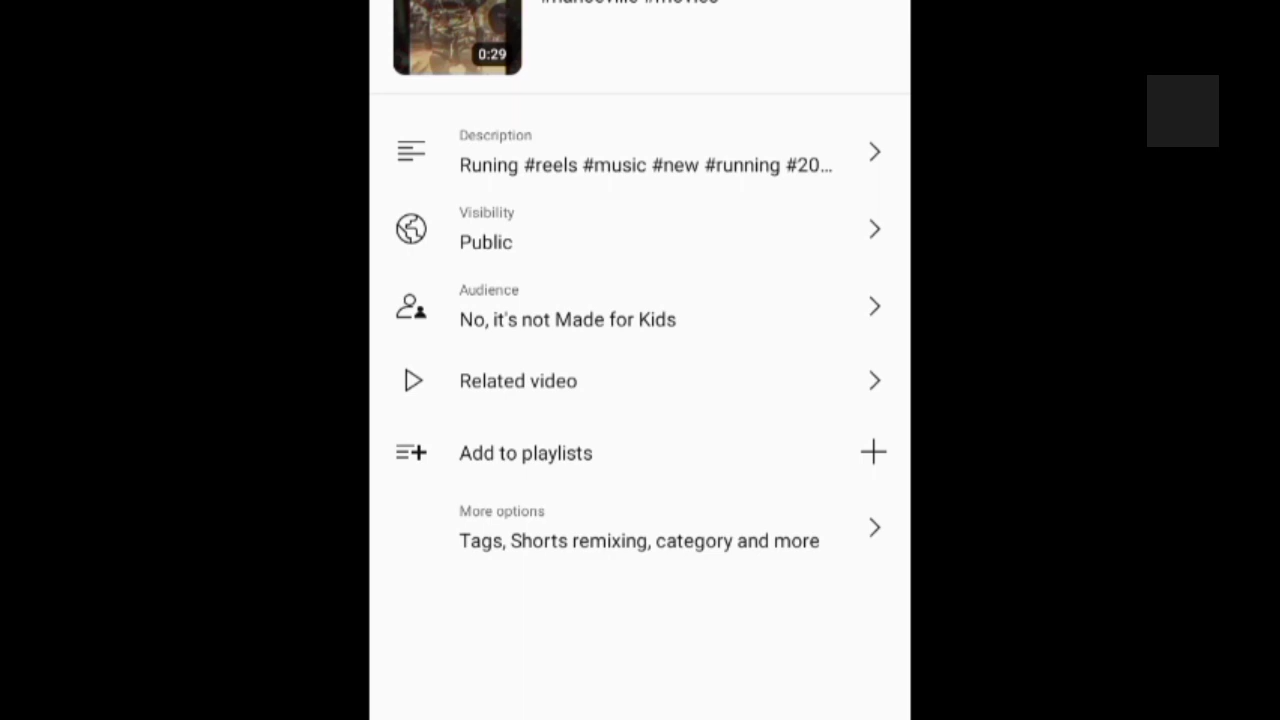 0:29
Description
Runing #reels #music #new #running #20...
Visibility
Public
Audience
No, it's not Made for Kids
Related video
Add to playlists
More options
Tags, Shorts remixing, category and more